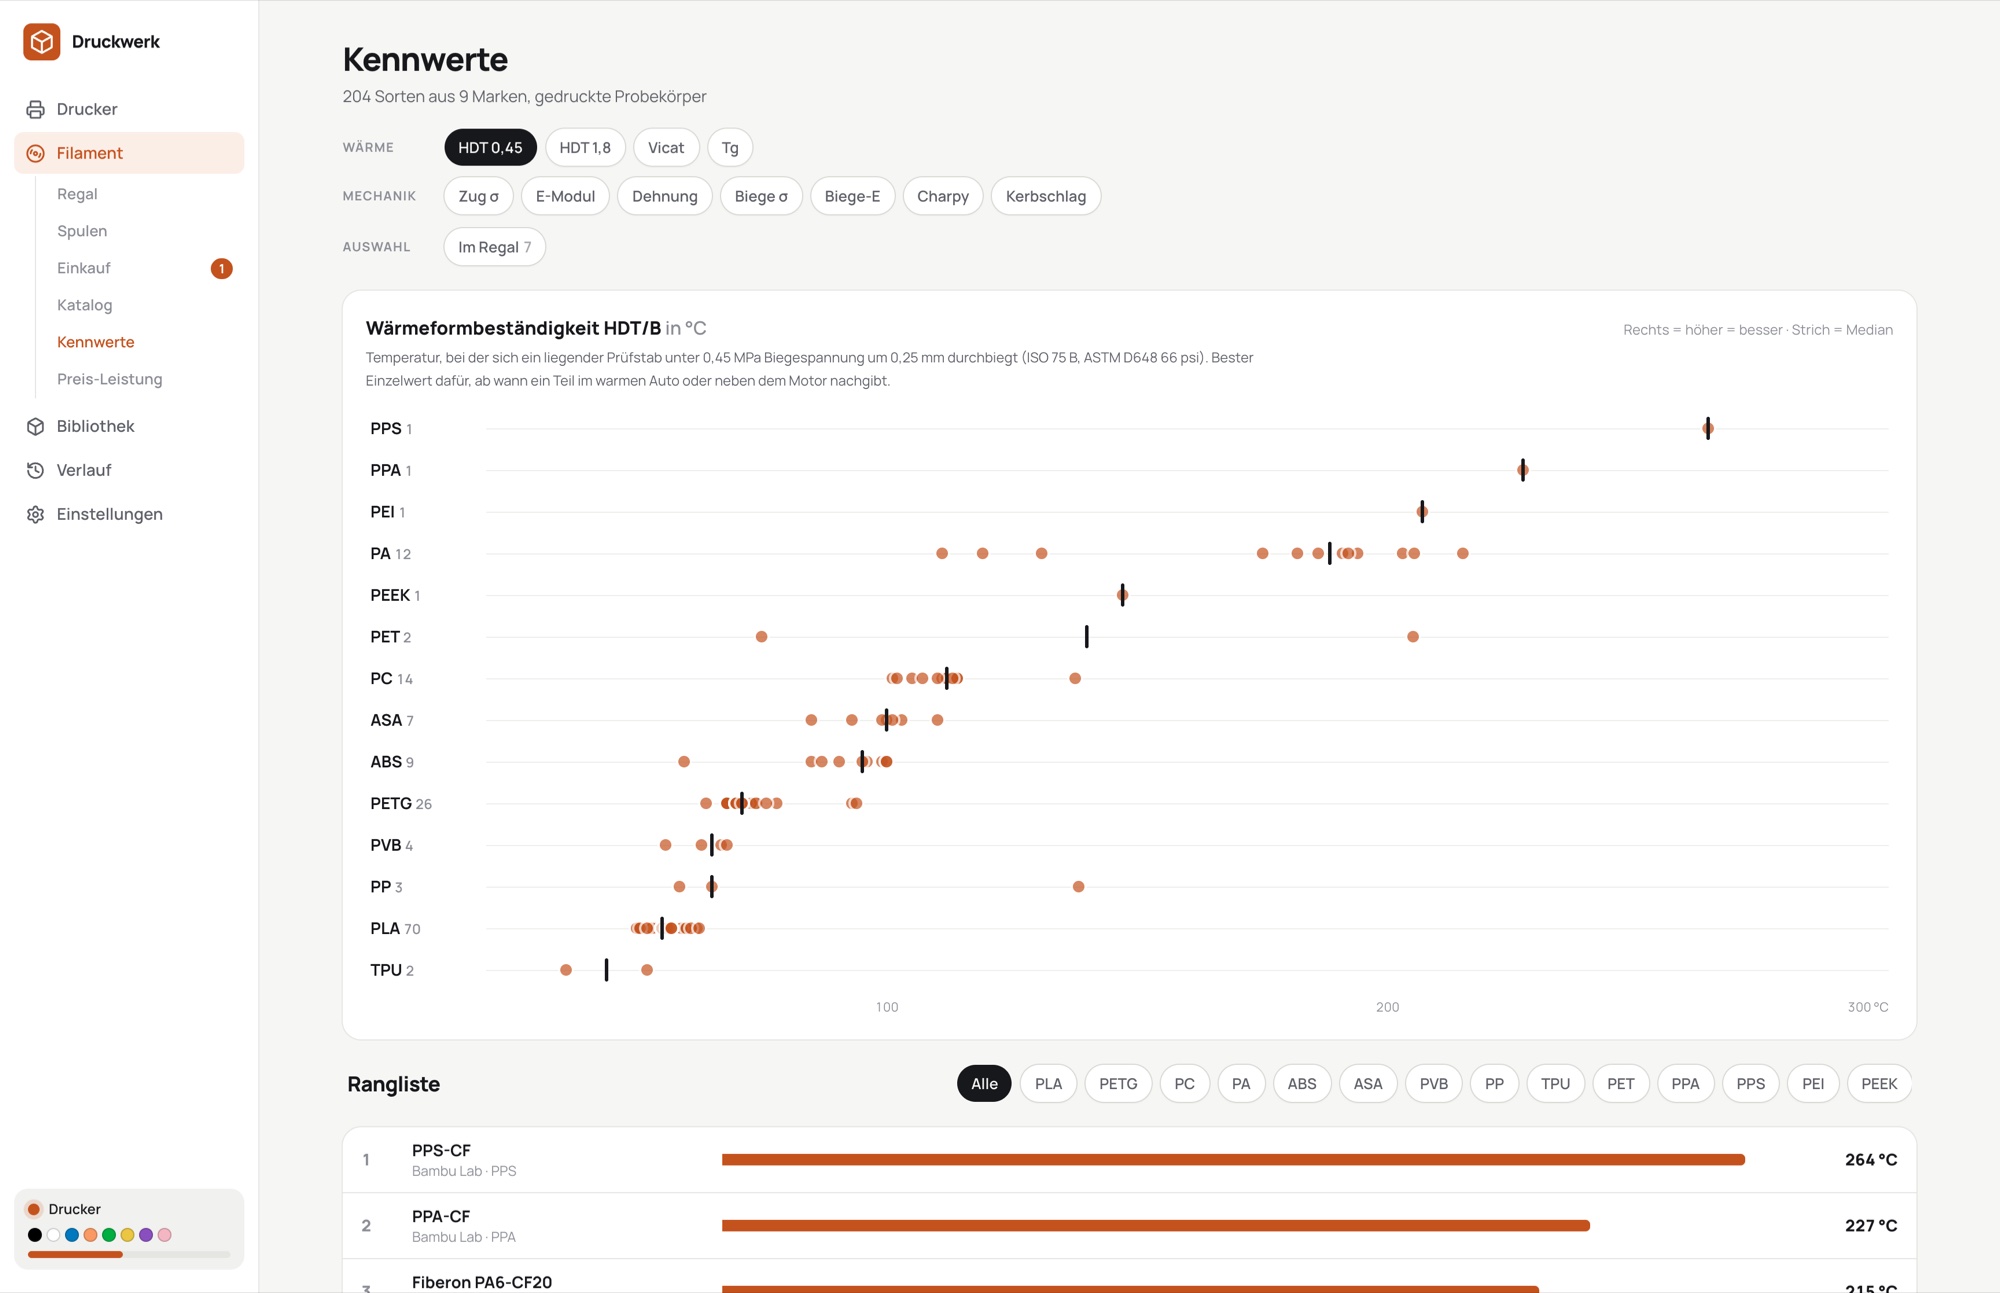 Druckwerk
Drucker
Filament
Regal
Spulen
Einkauf 1
Katalog
Kennwerte
Preis-Leistung
Bibliothek
Verlauf
Einstellungen
Drucker
Kennwerte
204 Sorten aus 9 Marken, gedruckte Probekörper
WÄRME HDT 0,45 HDT 1,8 Vicat Tg
MECHANIK Zug σ E-Modul Dehnung Biege σ Biege-E Charpy Kerbschlag
AUSWAHL Im Regal 7
Wärmeformbeständigkeit HDT/B in °C
Rechts = höher = besser · Strich = Median
Temperatur, bei der sich ein liegender Prüfstab unter 0,45 MPa Biegespannung um 0,25 mm durchbiegt (ISO 75 B, ASTM D648 66 psi). Bester
Einzelwert dafür, ab wann ein Teil im warmen Auto oder neben dem Motor nachgibt.
PPS 1
PPA 1
PEI 1
PA 12
PEEK 1
PET 2
PC 14
ASA 7
ABS 9
PETG 26
PVB 4
PP 3
PLA 70
TPU 2
100 200 300 °C
Rangliste
Alle PLA PETG PC PA ABS ASA PVB PP TPU PET PPA PPS PEI PEEK
1 PPS-CF 264 °C
Bambu Lab · PPS
2 PPA-CF 227 °C
Bambu Lab · PPA
3 Fiberon PA6-CF20 215 °C